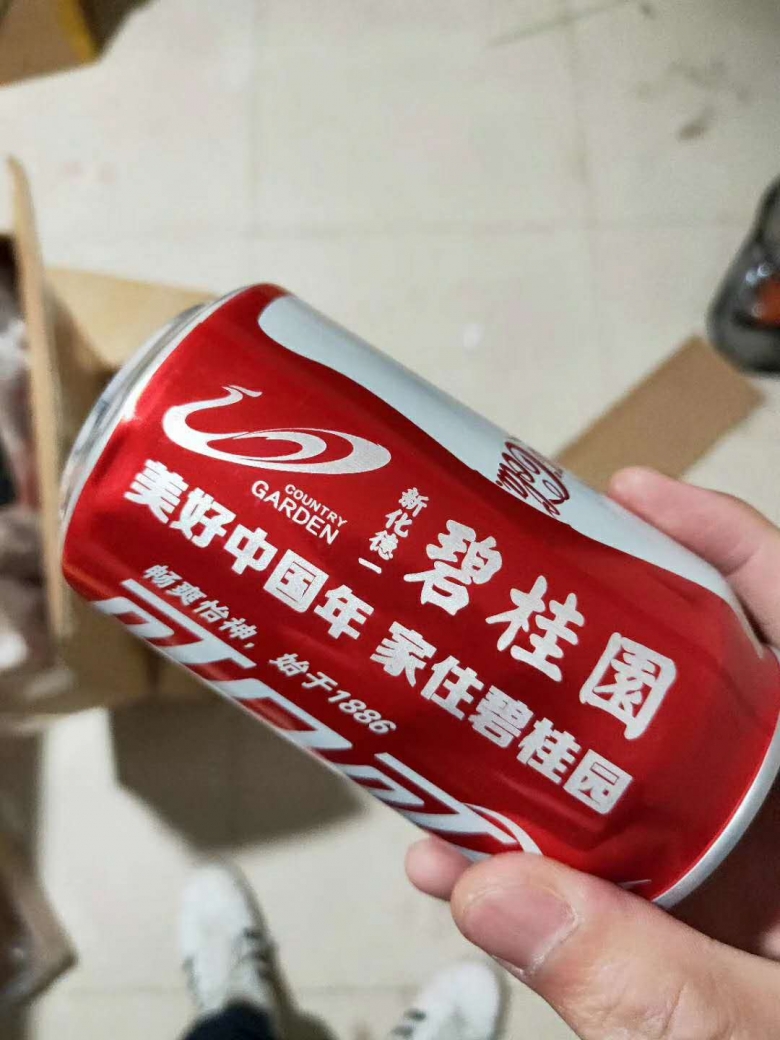 COUNTRY
GARDEN
新化德一
碧桂園
美好中国年 家住碧桂园
畅爽怡神，始于1886